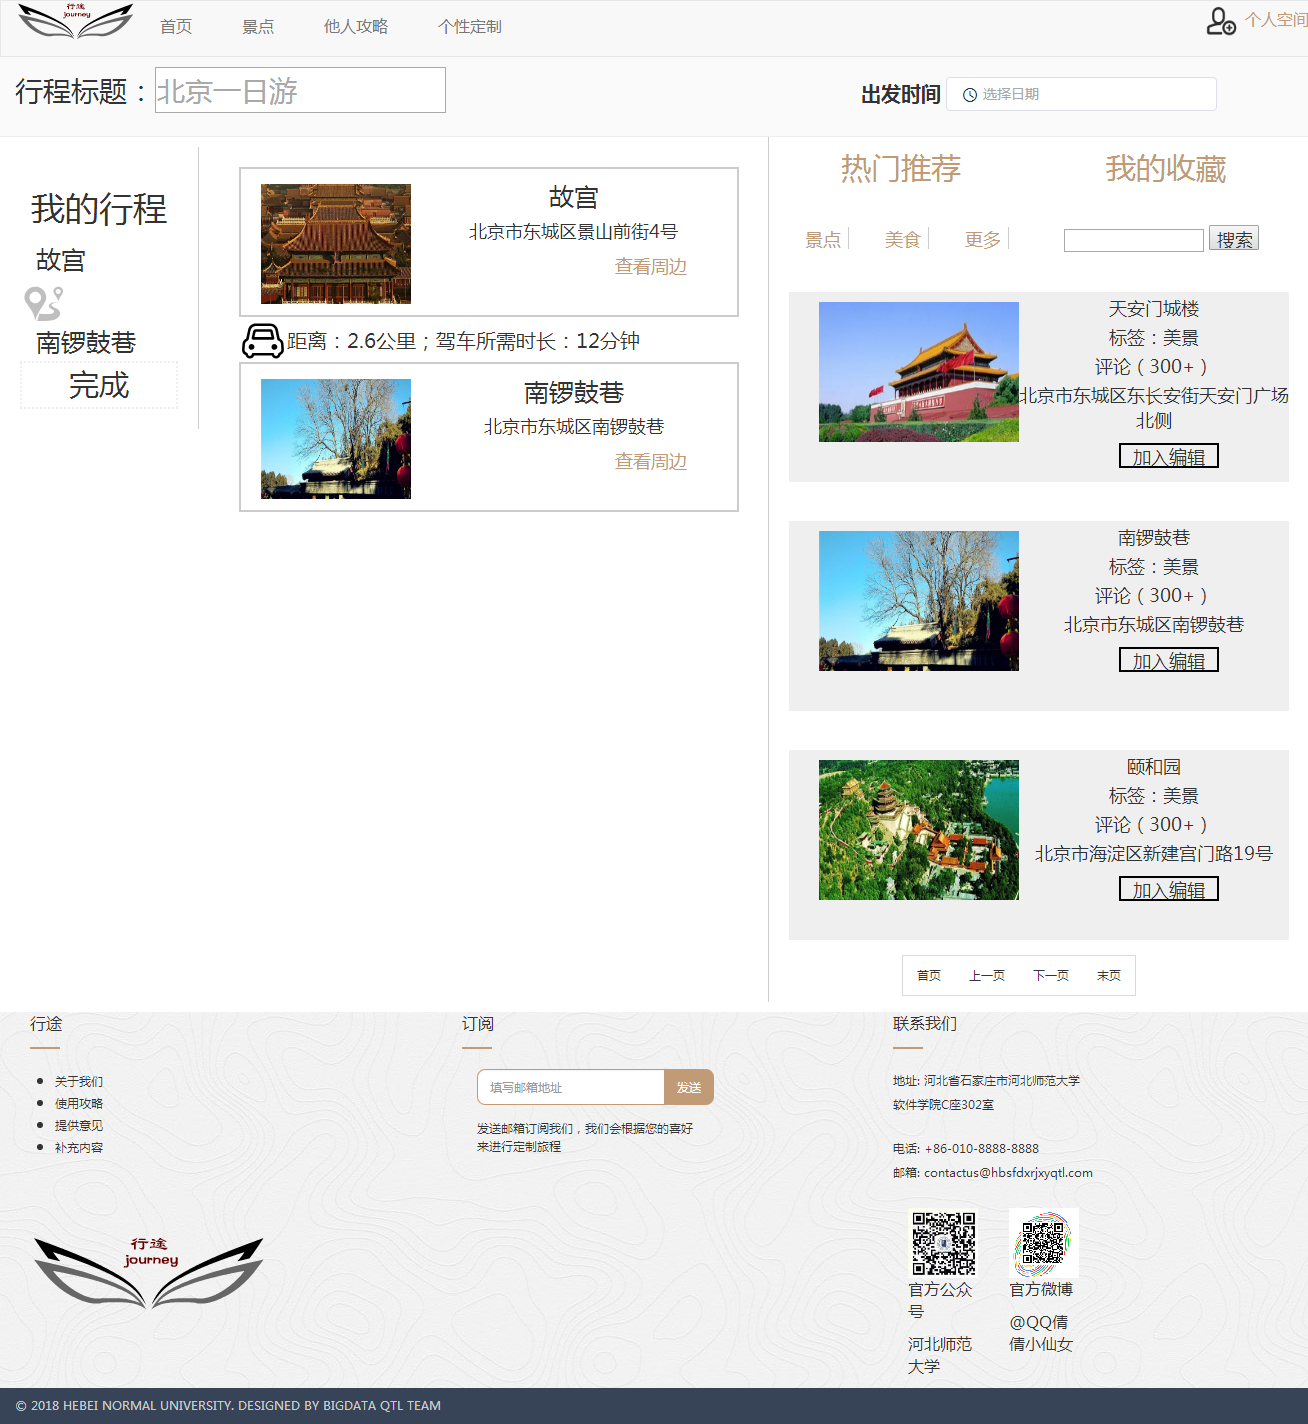 行途
journey
首页
景点
他人攻略
个性定制
个人空间
行程标题：
北京一日游
出发时间
选择日期
我的行程
故宫
南锣鼓巷
完成
故宫
北京市东城区景山前街4号
查看周边
距离：2.6公里；驾车所需时长：12分钟
南锣鼓巷
北京市东城区南锣鼓巷
查看周边
热门推荐
我的收藏
景点
美食
更多
搜索
天安门城楼
标签：美景
评论（300+）
北京市东城区东长安街天安门广场
北侧
加入编辑
南锣鼓巷
标签：美景
评论（300+）
北京市东城区南锣鼓巷
加入编辑
颐和园
标签：美景
评论（300+）
北京市海淀区新建宫门路19号
加入编辑
首页
上一页
下一页
末页
行途
关于我们
使用攻略
提供意见
补充内容
行途
journey
订阅
填写邮箱地址
发送
发送邮箱订阅我们，我们会根据您的喜好
来进行定制旅程
联系我们
地址: 河北省石家庄市河北师范大学
软件学院C座302室
电话: +86-010-8888-8888
邮箱: contactus@hbsfdxrjxyqtl.com
官方公众
号
河北师范
大学
官方微博
@QQ倩
倩小仙女
© 2018 HEBEI NORMAL UNIVERSITY. DESIGNED BY BIGDATA QTL TEAM